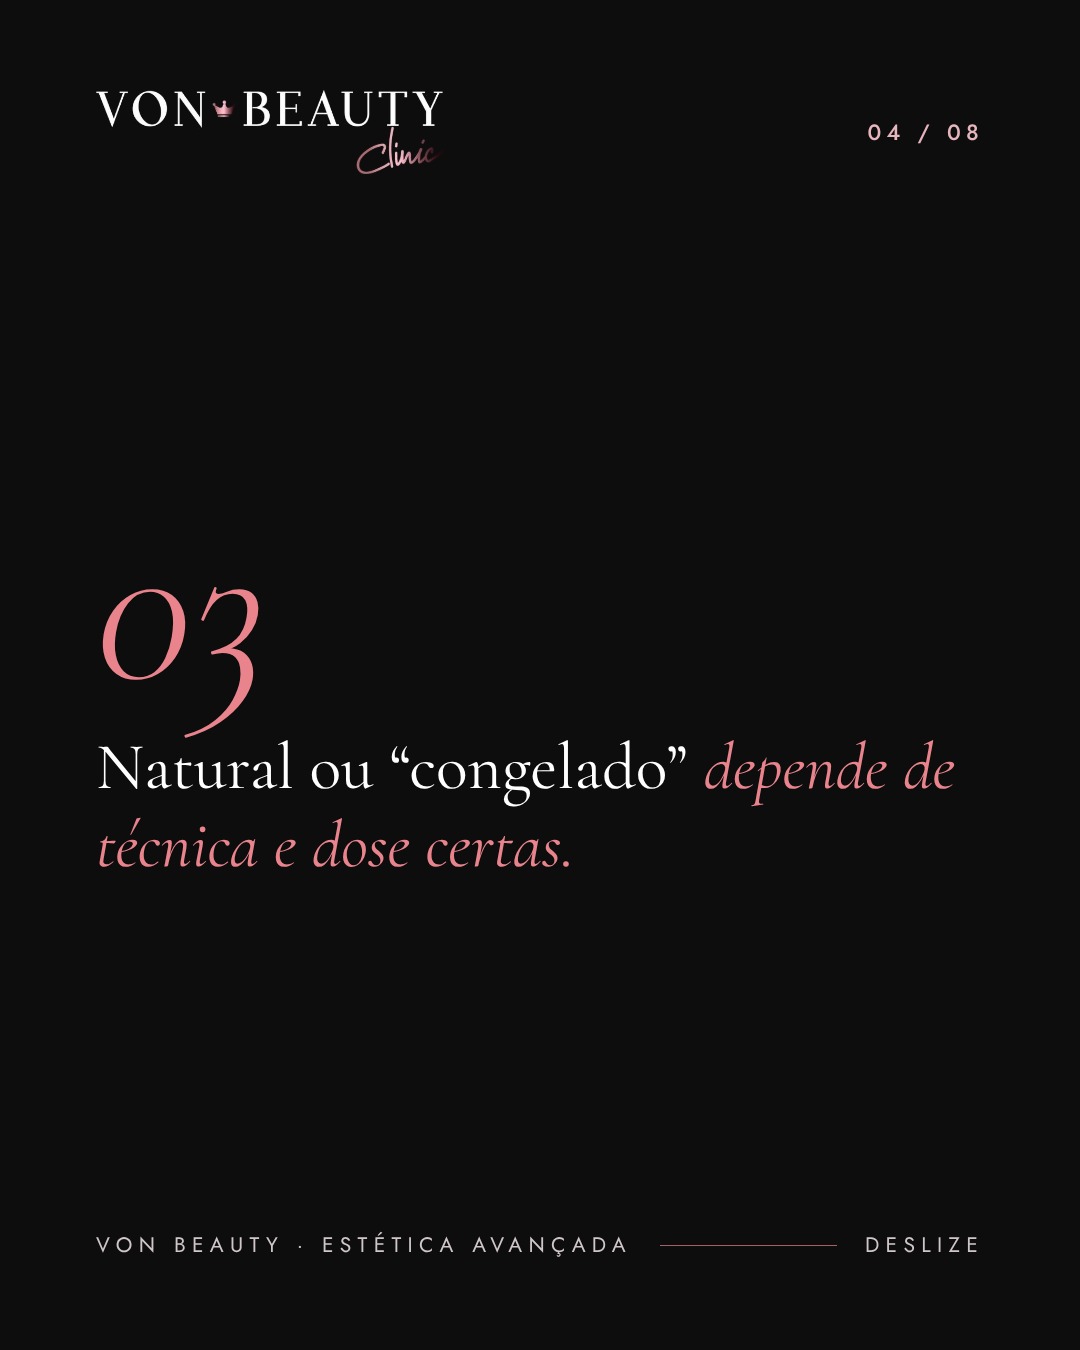 VON BEAUTY
Clinic
04 / 08
03
Natural ou “congelado” depende de
técnica e dose certas.
VON BEAUTY · ESTÉTICA AVANÇADA
DESLIZE